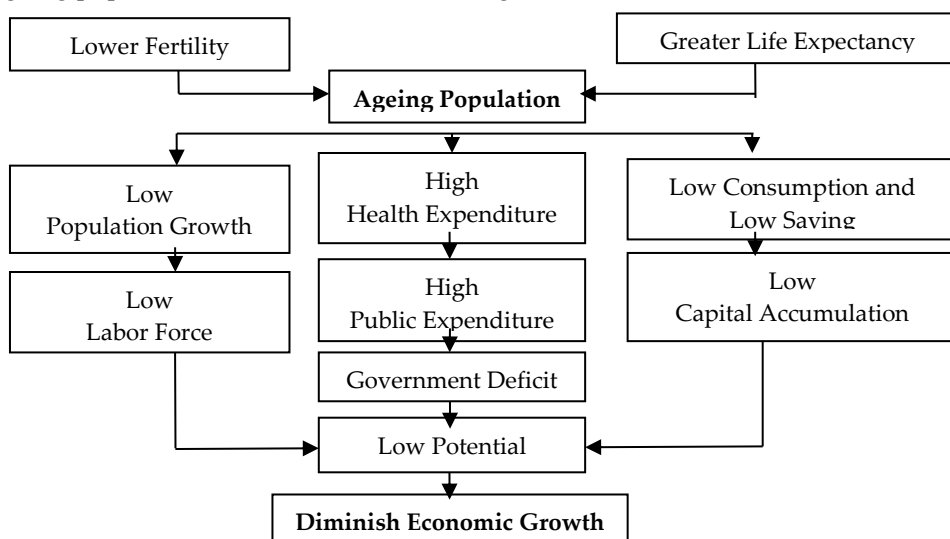 Lower Fertility
Greater Life Expectancy
Ageing Population
Low
Population Growth
High
Health Expenditure
Low Consumption and
Low Saving
Low
Labor Force
High
Public Expenditure
Low
Capital Accumulation
Government Deficit
Low Potential
Diminish Economic Growth